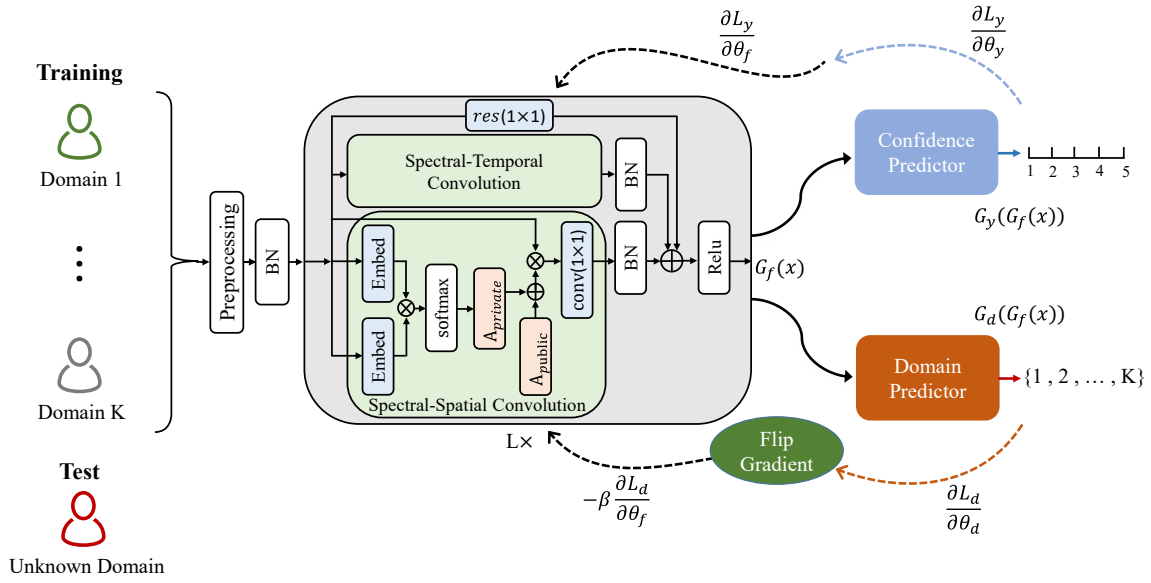 Training
Domain 1
⋮
Domain K
Test
Unknown Domain
Preprocessing
BN
res(1×1)
Spectral-Temporal
Convolution
BN
Embed
Embed
⊗
softmax
A_private
A_public
⊕
⊗
conv(1×1)
Spectral-Spatial Convolution
BN
⊕
Relu
L×
G_f(x)
∂L_y/∂θ_f
∂L_y/∂θ_y
Confidence
Predictor
1 2 3 4 5
G_y(G_f(x))
G_d(G_f(x))
Domain
Predictor
{1 , 2 , … , K}
Flip
Gradient
−β ∂L_d/∂θ_f
∂L_d/∂θ_d